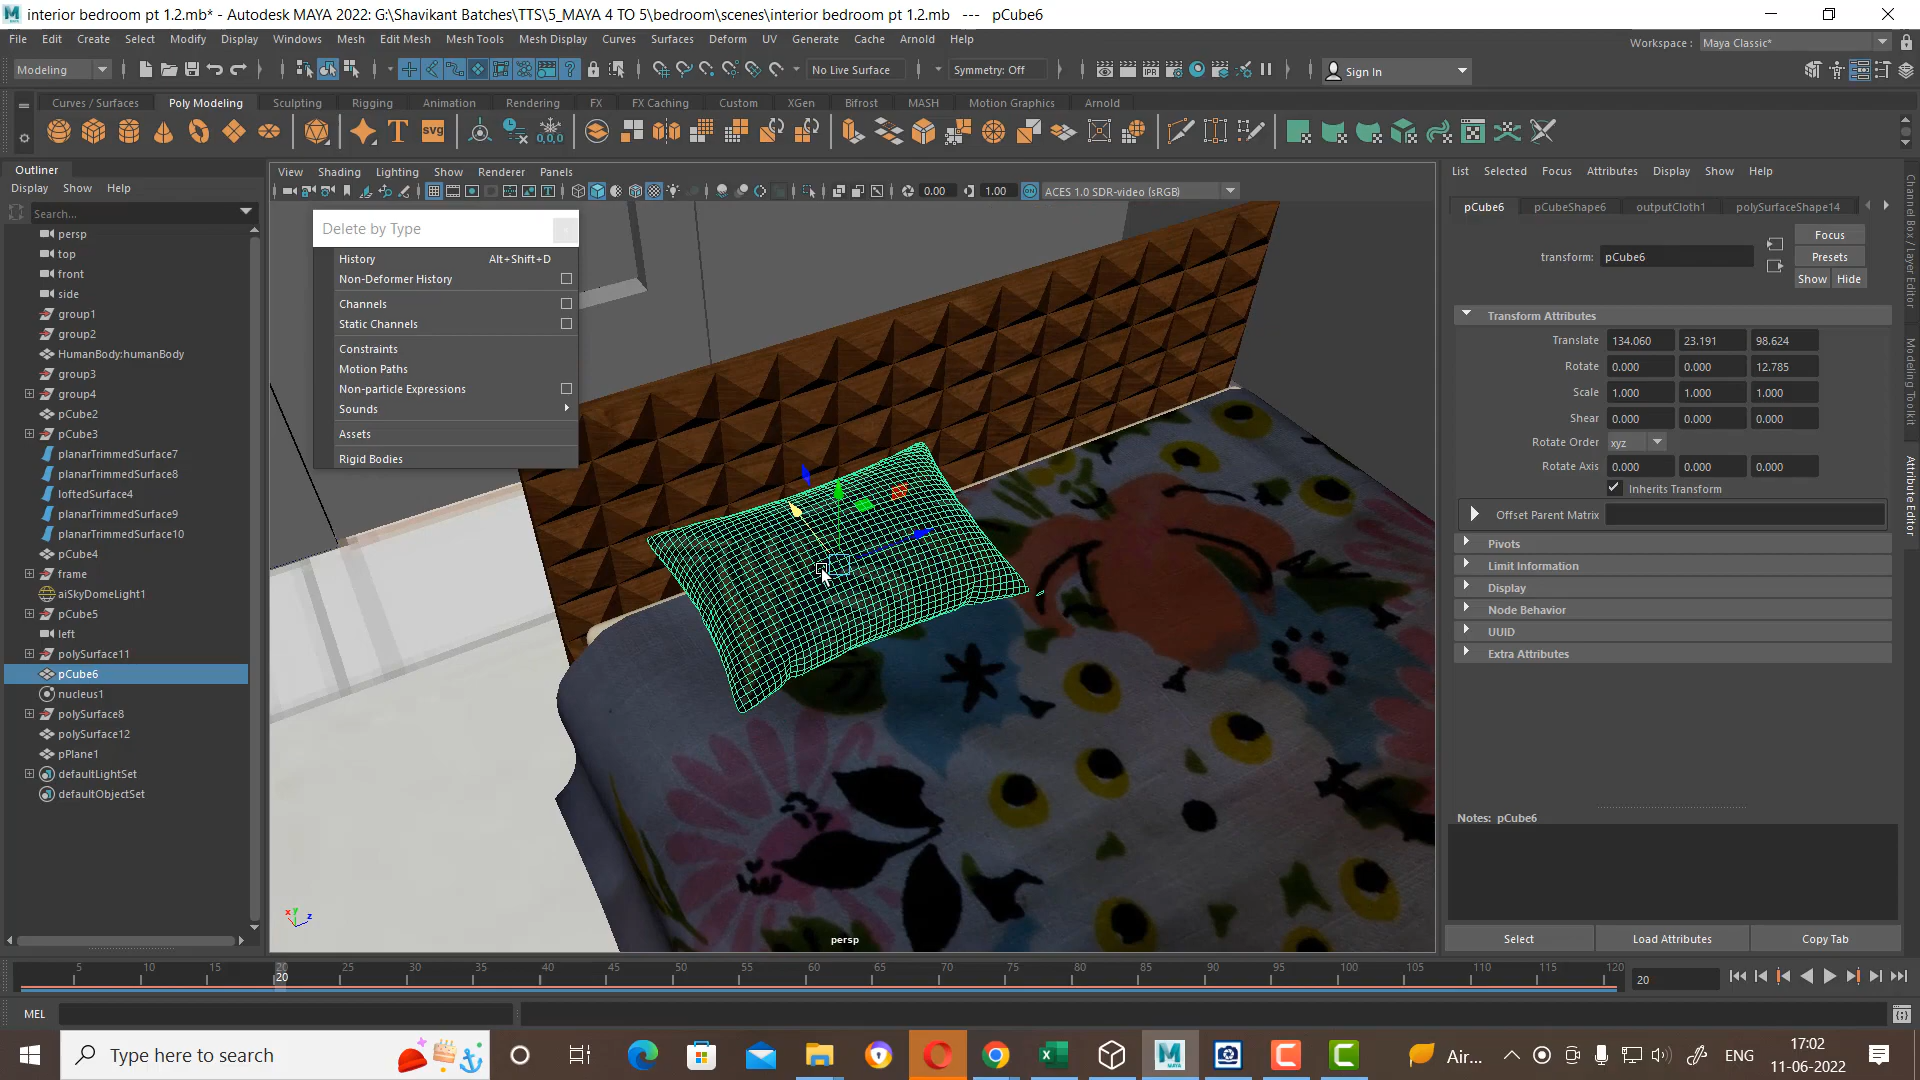 interior bedroom pt 1.2.mb* - Autodesk MAYA 2022: G:\Shavikant Batches\TTS\5_MAYA 4 TO 5\bedroom\scenes\interior bedroom pt 1.2.mb --- pCube6
File Edit Create Select Modify Display Windows Mesh Edit Mesh Mesh Tools Mesh Display Curves Surfaces Deform UV Generate Cache Arnold Help
Workspace : Maya Classic*
Modeling No Live Surface Symmetry: Off Sign In
Curves / Surfaces Poly Modeling Sculpting Rigging Animation Rendering FX FX Caching Custom XGen Bifrost MASH Motion Graphics Arnold
T svg 0,0,0
Outliner
Display Show Help
Search...
persp
top
front
side
group1
group2
HumanBody:humanBody
group3
group4
pCube2
pCube3
planarTrimmedSurface7
planarTrimmedSurface8
loftedSurface4
planarTrimmedSurface9
planarTrimmedSurface10
pCube4
frame
aiSkyDomeLight1
pCube5
left
polySurface11
pCube6
nucleus1
polySurface8
polySurface12
pPlane1
defaultLightSet
defaultObjectSet
View Shading Lighting Show Renderer Panels
0.00 1.00 ACES 1.0 SDR-video (sRGB)
Delete by Type
History Alt+Shift+D
Non-Deformer History
Channels
Static Channels
Constraints
Motion Paths
Non-particle Expressions
Sounds
Assets
Rigid Bodies
persp
x y z
List Selected Focus Attributes Display Show Help
pCube6 pCubeShape6 outputCloth1 polySurfaceShape14
transform: pCube6
Focus
Presets
Show Hide
Transform Attributes
Translate 134.060 23.191 98.624
Rotate 0.000 0.000 12.785
Scale 1.000 1.000 1.000
Shear 0.000 0.000 0.000
Rotate Order xyz
Rotate Axis 0.000 0.000 0.000
Inherits Transform
Offset Parent Matrix
Pivots
Limit Information
Display
Node Behavior
UUID
Extra Attributes
Notes: pCube6
Select Load Attributes Copy Tab
Channel Box / Layer Editor
Modeling Toolkit
Attribute Editor
5 10 15 20 25 30 35 40 45 50 55 60 65 70 75 80 85 90 95 100 105 110 115 120
20
20
MEL
Type here to search
Air...
ENG
17:02
11-06-2022